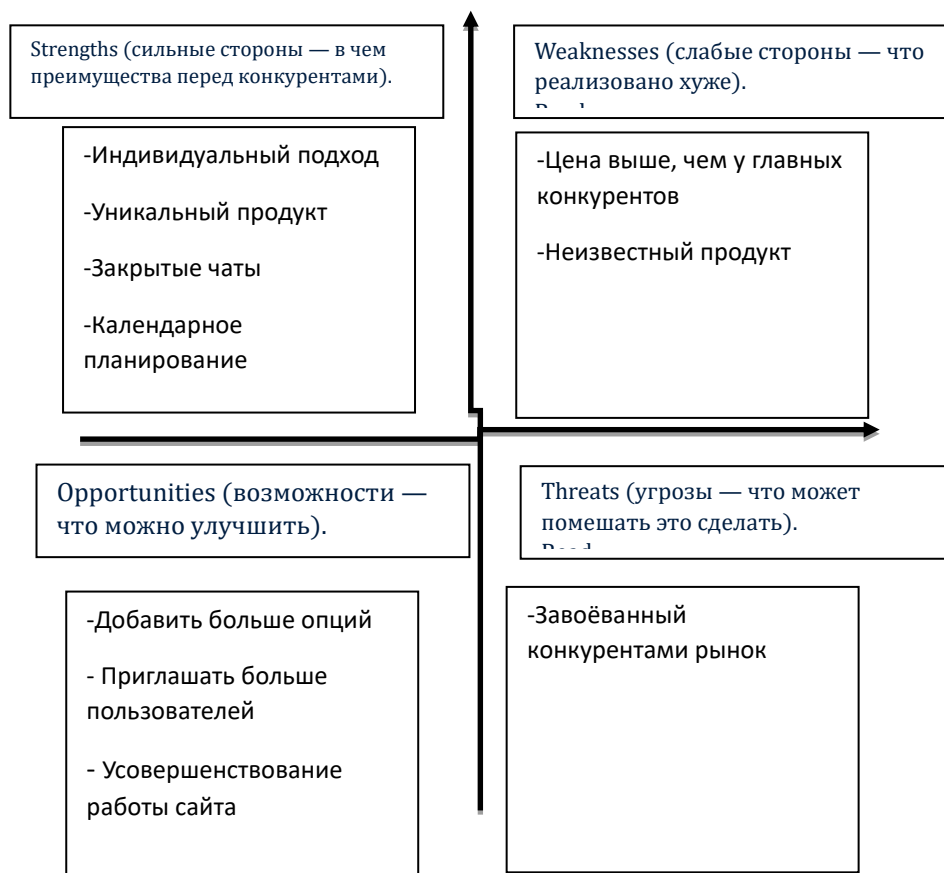 Strengths (сильные стороны — в чем
преимущества перед конкурентами).
-Индивидуальный подход
-Уникальный продукт
-Закрытые чаты
-Календарное
планирование
Weaknesses (слабые стороны — что
реализовано хуже).
-Цена выше, чем у главных
конкурентов
-Неизвестный продукт
Opportunities (возможности —
что можно улучшить).
-Добавить больше опций
- Приглашать больше
пользователей
- Усовершенствование
работы сайта
Threats (угрозы — что может
помешать это сделать).
-Завоёванный
конкурентами рынок